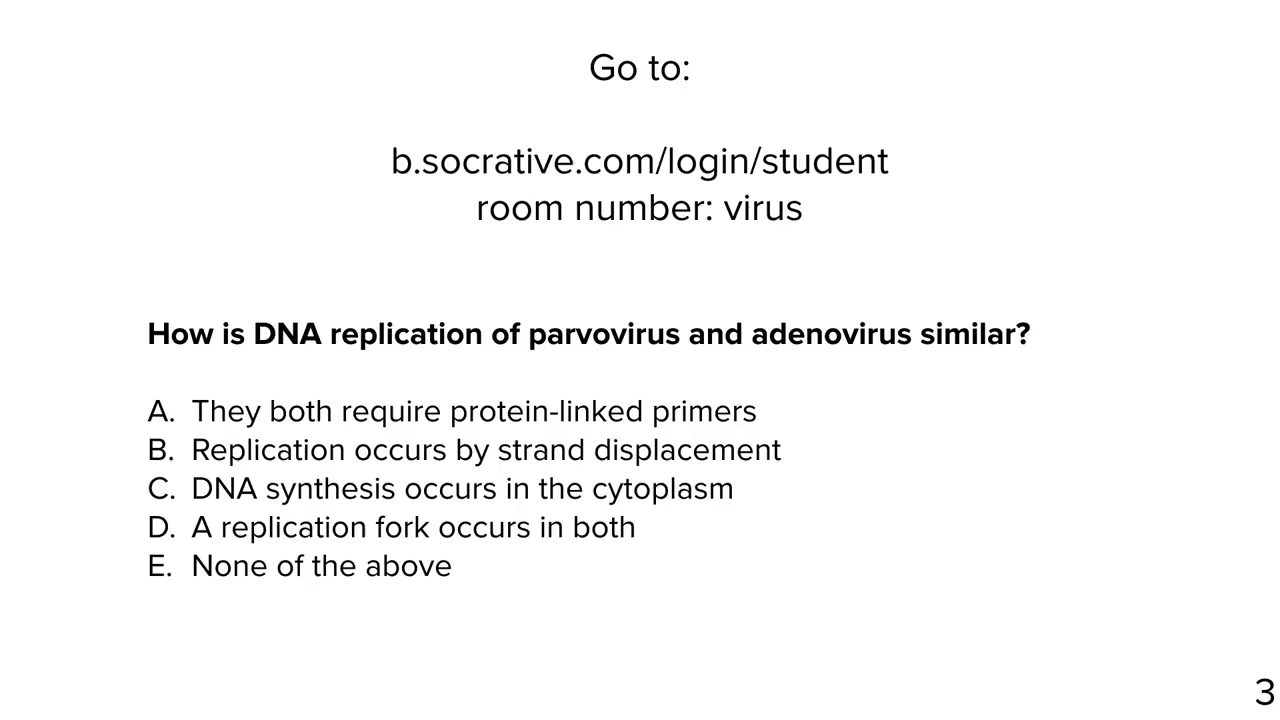 Go to:
b.socrative.com/login/student
room number: virus
How is DNA replication of parvovirus and adenovirus similar?
A. They both require protein-linked primers
B. Replication occurs by strand displacement
C. DNA synthesis occurs in the cytoplasm
D. A replication fork occurs in both
E. None of the above
3